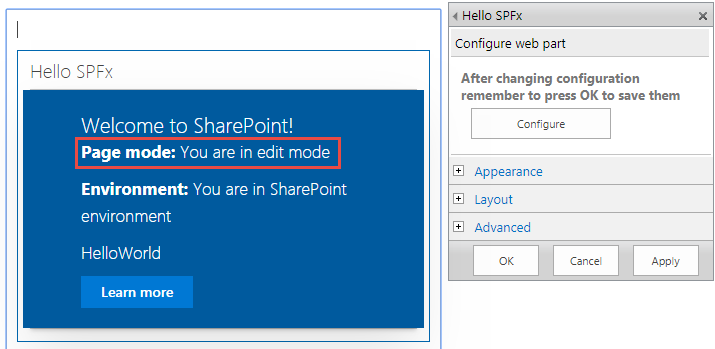 Hello SPFx
Welcome to SharePoint!
Page mode: You are in edit mode
Environment: You are in SharePoint
environment
HelloWorld
Learn more
Hello SPFx
Configure web part
After changing configuration
remember to press OK to save them
Configure
Appearance
Layout
Advanced
OK
Cancel
Apply